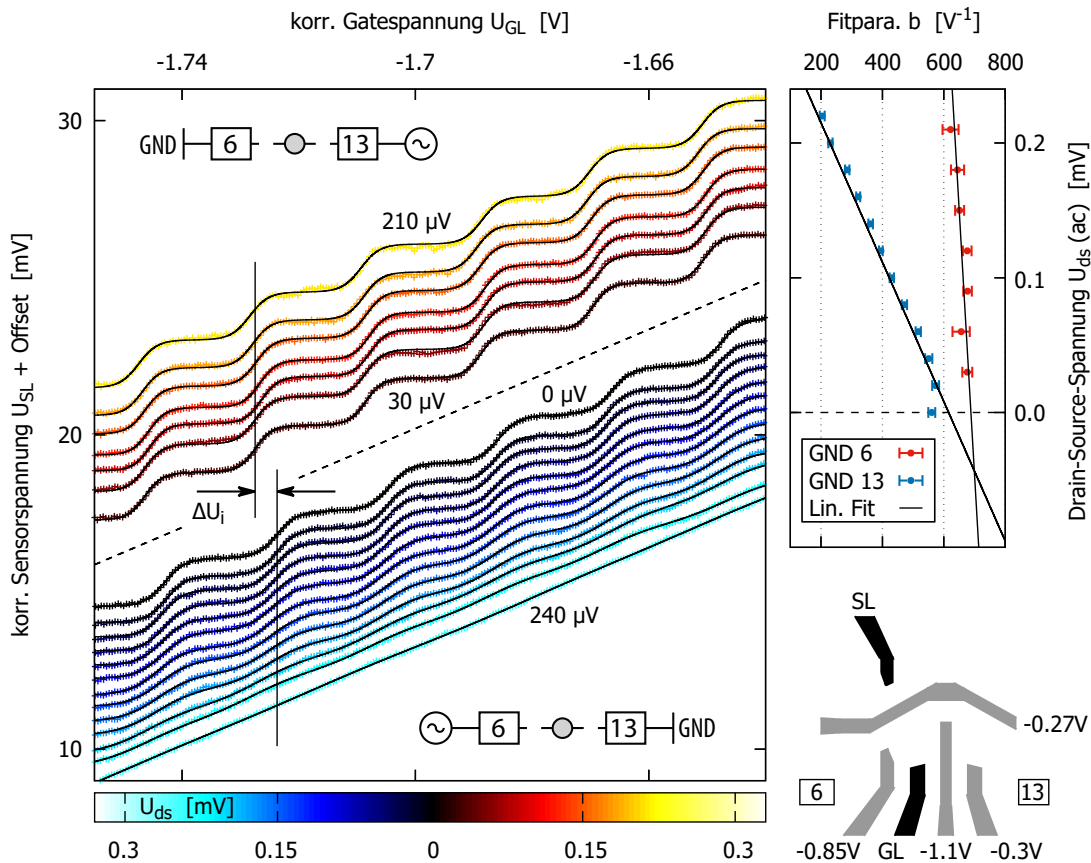 korr. Gatespannung U_GL [V]
-1.74 -1.7 -1.66
korr. Sensorspannung U_SL + Offset [mV]
30
20
10
GND 6 13
210 µV
30 µV
0 µV
ΔU_i
240 µV
6 13 GND
U_ds [mV]
0.3 0.15 0 0.15 0.3
Fitpara. b [V⁻¹]
200 400 600 800
0.2
0.1
0.0
Drain-Source-Spannung U_ds (ac) [mV]
GND 6
GND 13
Lin. Fit
SL
-0.27V
6 13
-0.85V GL -1.1V -0.3V